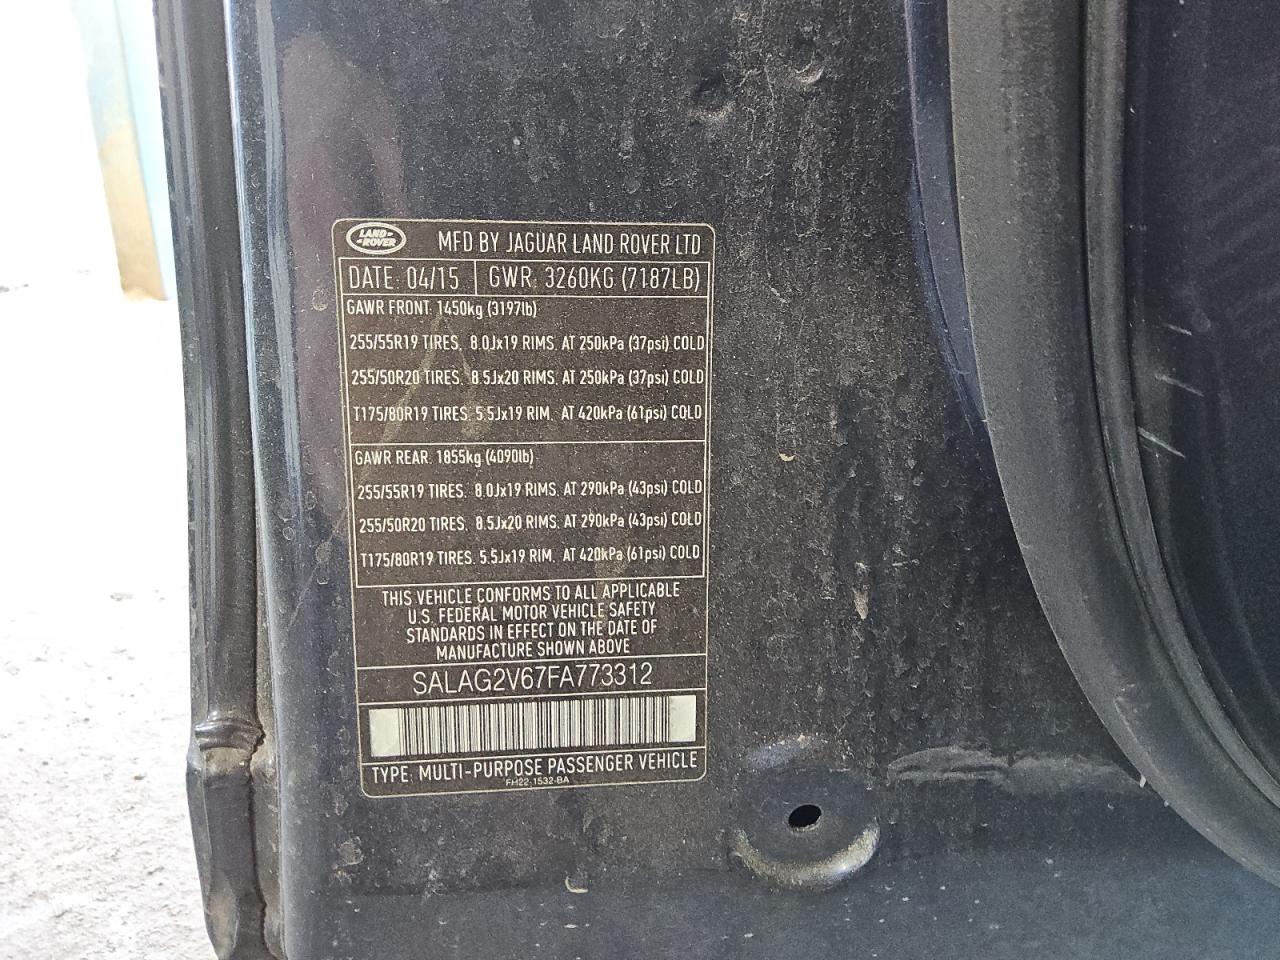 LAND-
-ROVER
MFD BY JAGUAR LAND ROVER LTD
DATE: 04/15 GWR: 3260KG (7187LB)
GAWR FRONT: 1450kg (3197lb)
255/55R19 TIRES. 8.0Jx19 RIMS. AT 250kPa (37psi) COLD
255/50R20 TIRES. 8.5Jx20 RIMS. AT 250kPa (37psi) COLD
T175/80R19 TIRES. 5.5Jx19 RIM. AT 420kPa (61psi) COLD
GAWR REAR: 1855kg (4090lb)
255/55R19 TIRES. 8.0Jx19 RIMS. AT 290kPa (43psi) COLD
255/50R20 TIRES. 8.5Jx20 RIMS. AT 290kPa (43psi) COLD
T175/80R19 TIRES. 5.5Jx19 RIM. AT 420kPa (61psi) COLD
THIS VEHICLE CONFORMS TO ALL APPLICABLE
U.S. FEDERAL MOTOR VEHICLE SAFETY
STANDARDS IN EFFECT ON THE DATE OF
MANUFACTURE SHOWN ABOVE
SALAG2V67FA773312
TYPE: MULTI-PURPOSE PASSENGER VEHICLE
FH22-1532-BA